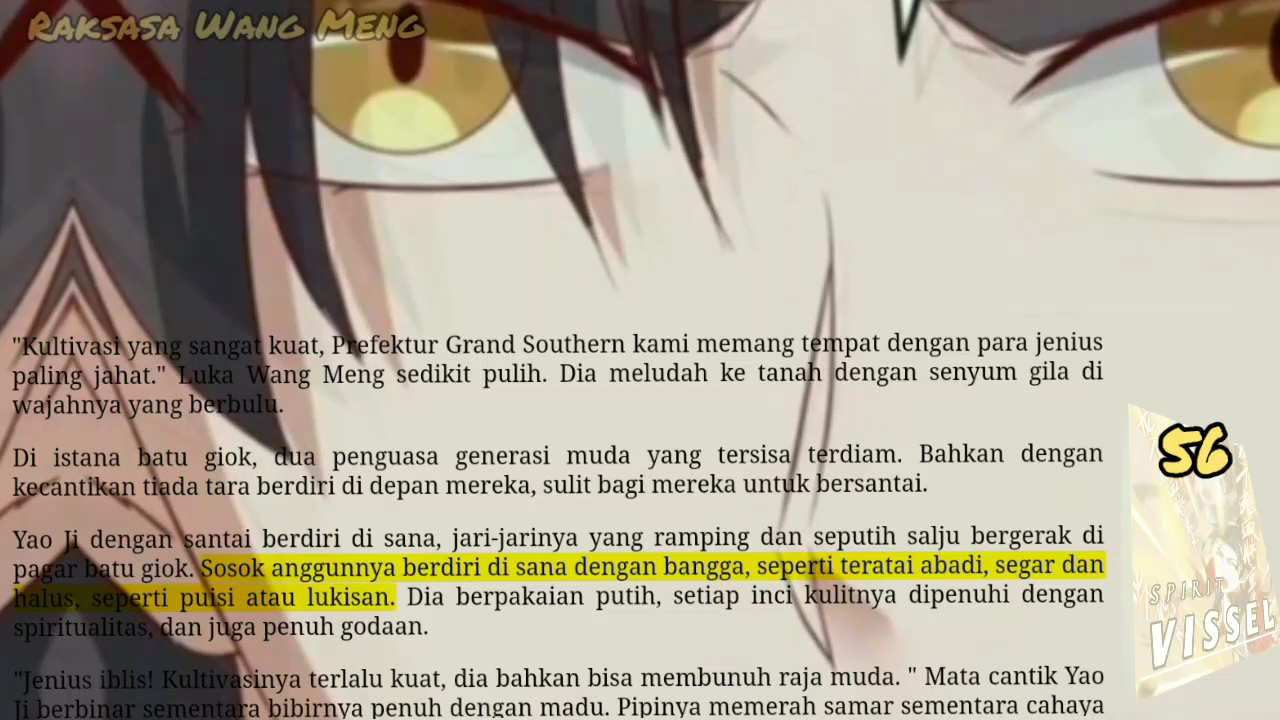 RAKSASA WANG MENG
"Kultivasi yang sangat kuat, Prefektur Grand Southern kami memang tempat dengan para jenius
paling jahat." Luka Wang Meng sedikit pulih. Dia meludah ke tanah dengan senyum gila di
wajahnya yang berbulu.
Di istana batu giok, dua penguasa generasi muda yang tersisa terdiam. Bahkan dengan
kecantikan tiada tara berdiri di depan mereka, sulit bagi mereka untuk bersantai.
Yao Ji dengan santai berdiri di sana, jari-jarinya yang ramping dan seputih salju bergerak di
pagar batu giok. Sosok anggunnya berdiri di sana dengan bangga, seperti teratai abadi, segar dan
halus, seperti puisi atau lukisan. Dia berpakaian putih, setiap inci kulitnya dipenuhi dengan
spiritualitas, dan juga penuh godaan.
"Jenius iblis! Kultivasinya terlalu kuat, dia bahkan bisa membunuh raja muda. " Mata cantik Yao
Ji berbinar sementara bibirnya penuh dengan madu. Pipinya memerah samar sementara cahaya
56
SPIRIT
VISSEL